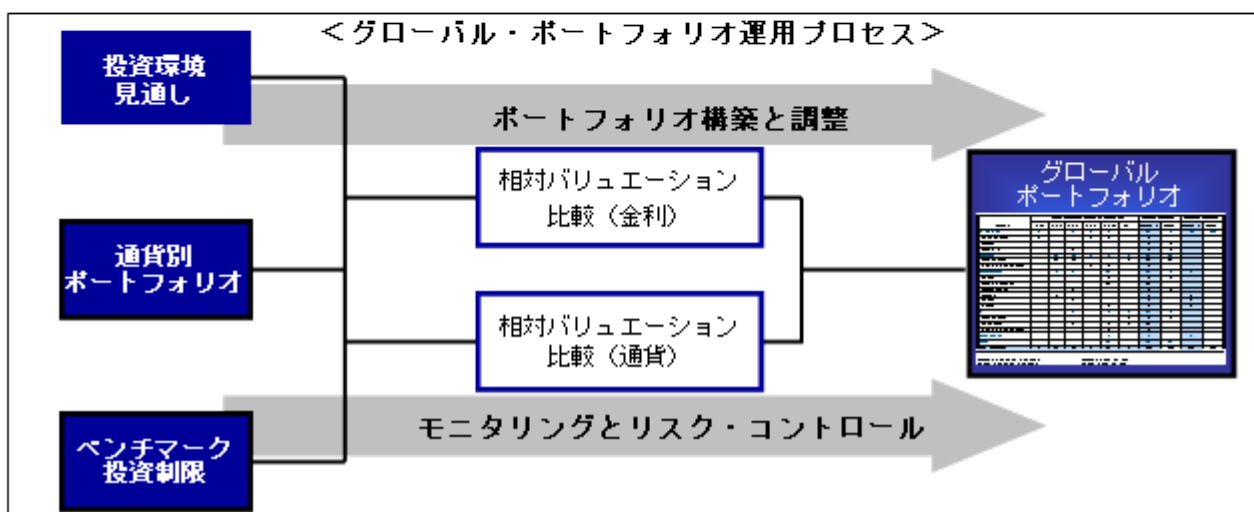 ＜グローバル・ポートフォリオ運用プロセス＞
投資環境
見通し
ポートフォリオ構築と調整
相対バリュエーション
比較（金利）
グローバル
ポートフォリオ
通貨別
ポートフォリオ
相対バリュエーション
比較（通貨）
モニタリングとリスク・コントロール
ベンチマーク
投資制限